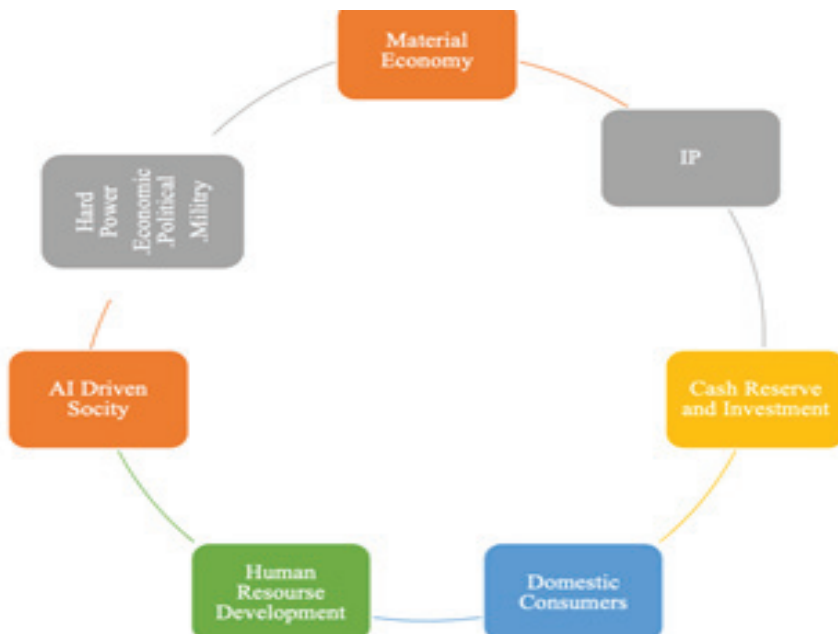 Material
Economy
IP
Cash Reserve
and Investment
Domestic
Consumers
Human
Resourse
Development
AI Driven
Socity
Hard
Power
.Economic
.Political
.Militry